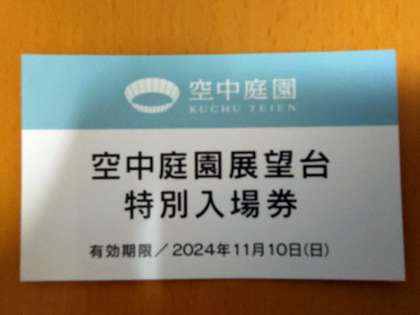 空中庭園
KUCHU TEIEN
空中庭園展望台
特別入場券
有効期限/2024年11月10日(日)